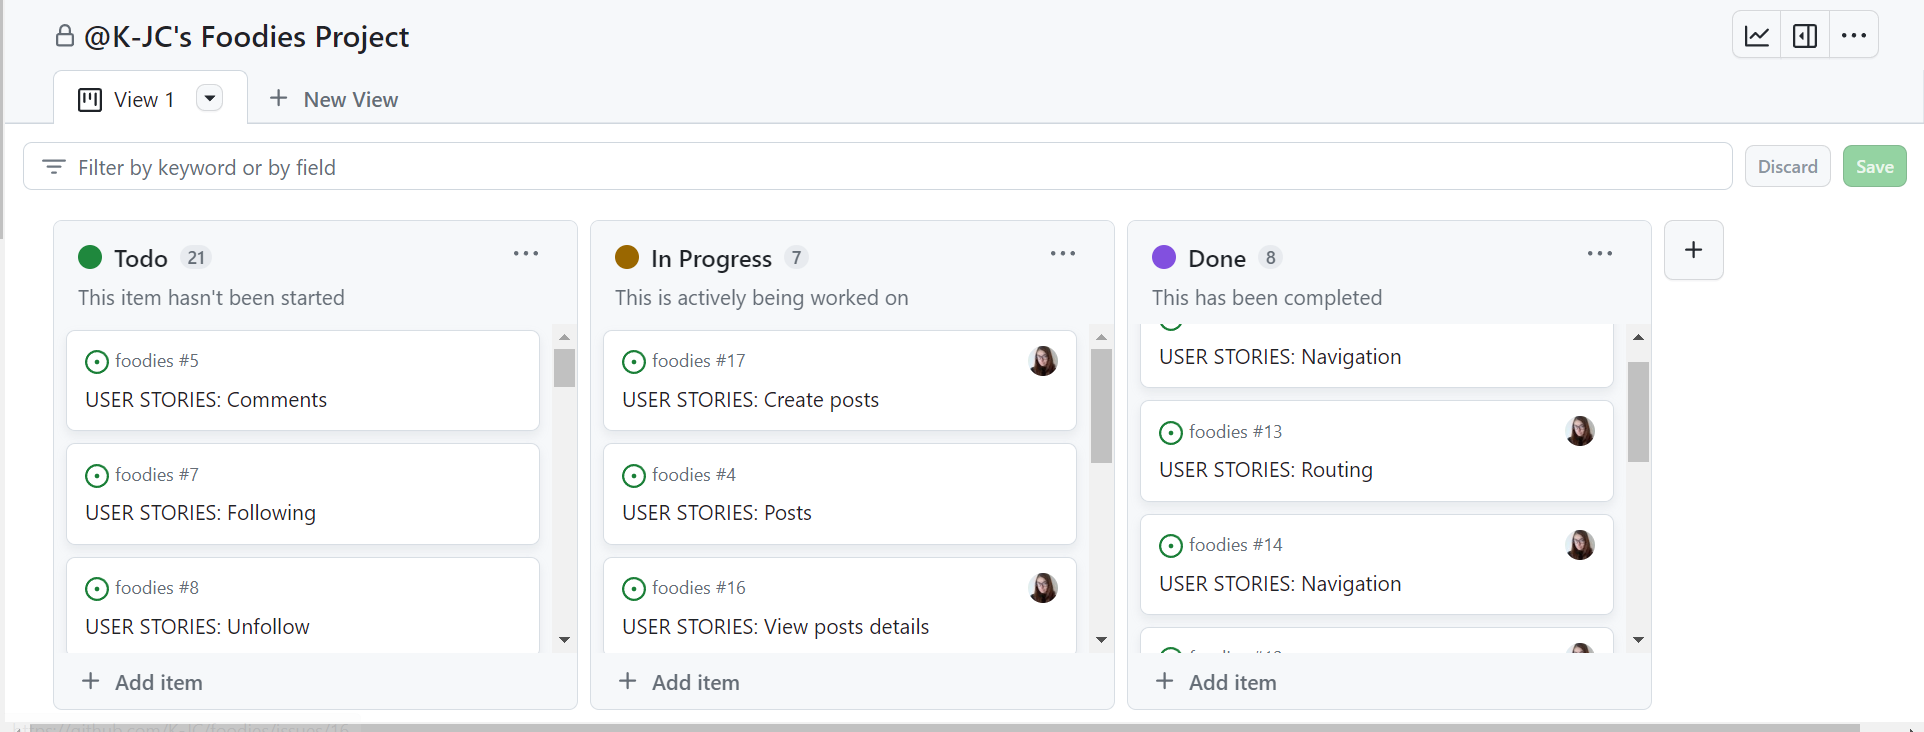 @K-JC's Foodies Project
View 1
New View
Filter by keyword or by field
Discard
Save
Todo 21
This item hasn't been started
foodies #5
USER STORIES: Comments
foodies #7
USER STORIES: Following
foodies #8
USER STORIES: Unfollow
Add item
In Progress 7
This is actively being worked on
foodies #17
USER STORIES: Create posts
foodies #4
USER STORIES: Posts
foodies #16
USER STORIES: View posts details
Add item
Done 8
This has been completed
USER STORIES: Navigation
foodies #13
USER STORIES: Routing
foodies #14
USER STORIES: Navigation
Add item